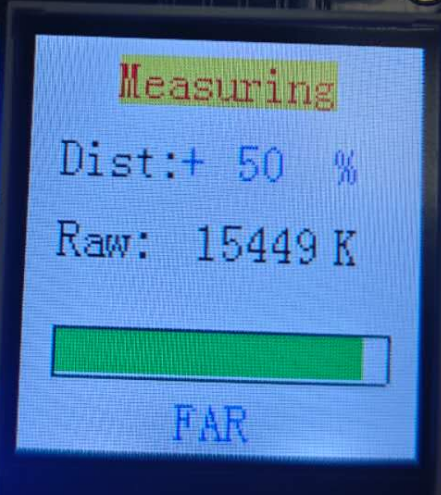 Measuring
Dist:+ 50 %
Raw: 15449 K
FAR